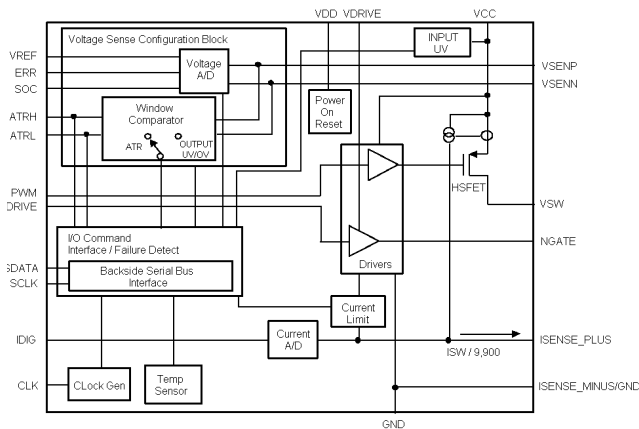 VDD VDRIVE VCC
Voltage Sense Configuration Block
INPUT
UV
VREF
ERR
SOC
Voltage
A/D
VSENP
VSENN
ATRH
ATRL
Window
Comparator
ATR
OUTPUT
UV/OV
Power
On
Reset
HSFET
PWM
DRIVE
VSW
I/O Command
Interface / Failure Detect
NGATE
Drivers
SDATA
SCLK
Backside Serial Bus
Interface
Current
Limit
IDIG
Current
A/D
ISENSE_PLUS
ISW / 9,900
CLK
CLock Gen
Temp
Sensor
ISENSE_MINUS/GND
GND